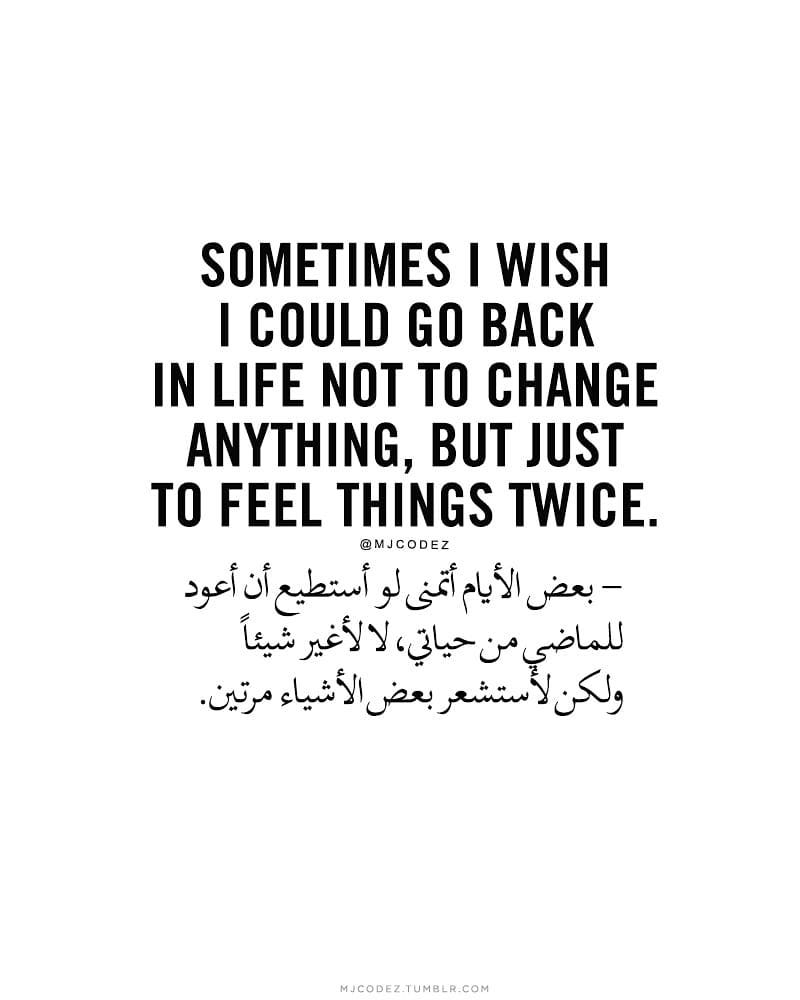 SOMETIMES I WISH
I COULD GO BACK
IN LIFE NOT TO CHANGE
ANYTHING, BUT JUST
TO FEEL THINGS TWICE.
@MJCODEZ
– بعض الأيام أتمنى لو أستطيع أن أعود
للماضي من حياتي، لا لأغير شيئاً
ولكن لأستشعر بعض الأشياء مرتين.
MJCODEZ.TUMBLR.COM